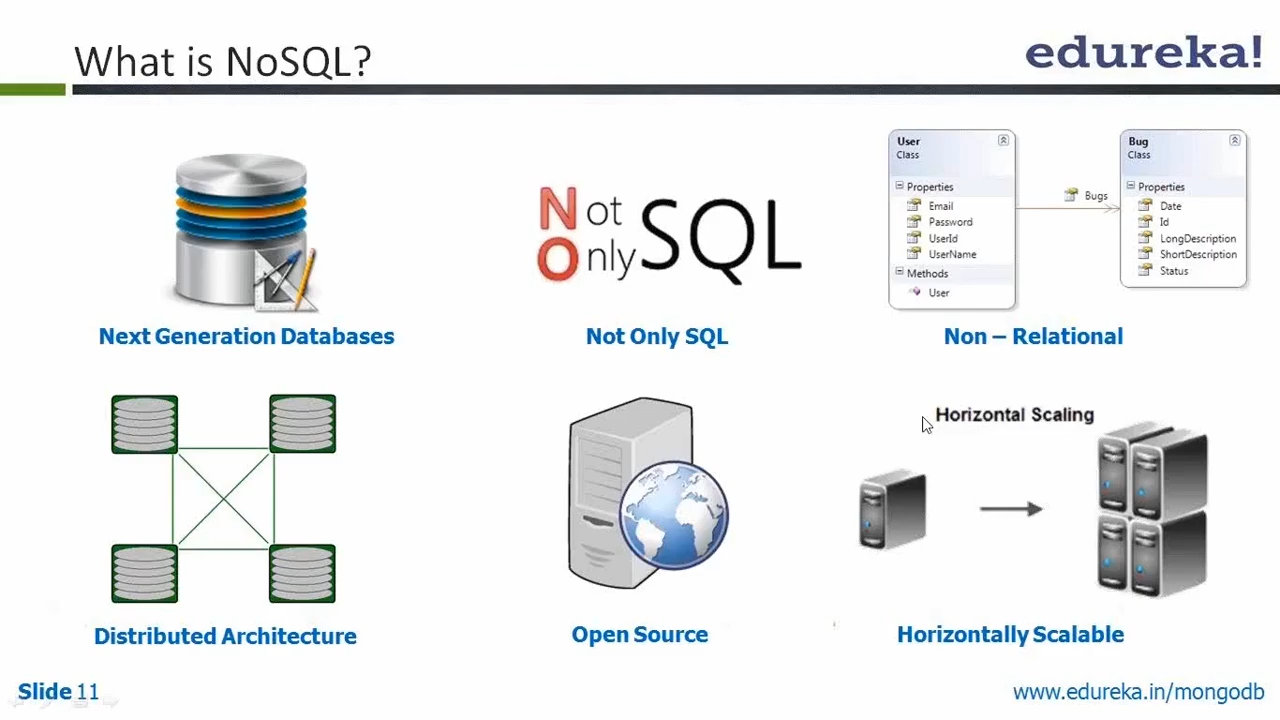 What is NoSQL?
edureka!
Next Generation Databases
Not
Only
SQL
Not Only SQL
User
Class
Properties
Email
Password
UserId
UserName
Methods
User
Bugs
Bug
Class
Properties
Date
Id
LongDescription
ShortDescription
Status
Non – Relational
Distributed Architecture
Open Source
Horizontal Scaling
Horizontally Scalable
Slide 11
www.edureka.in/mongodb